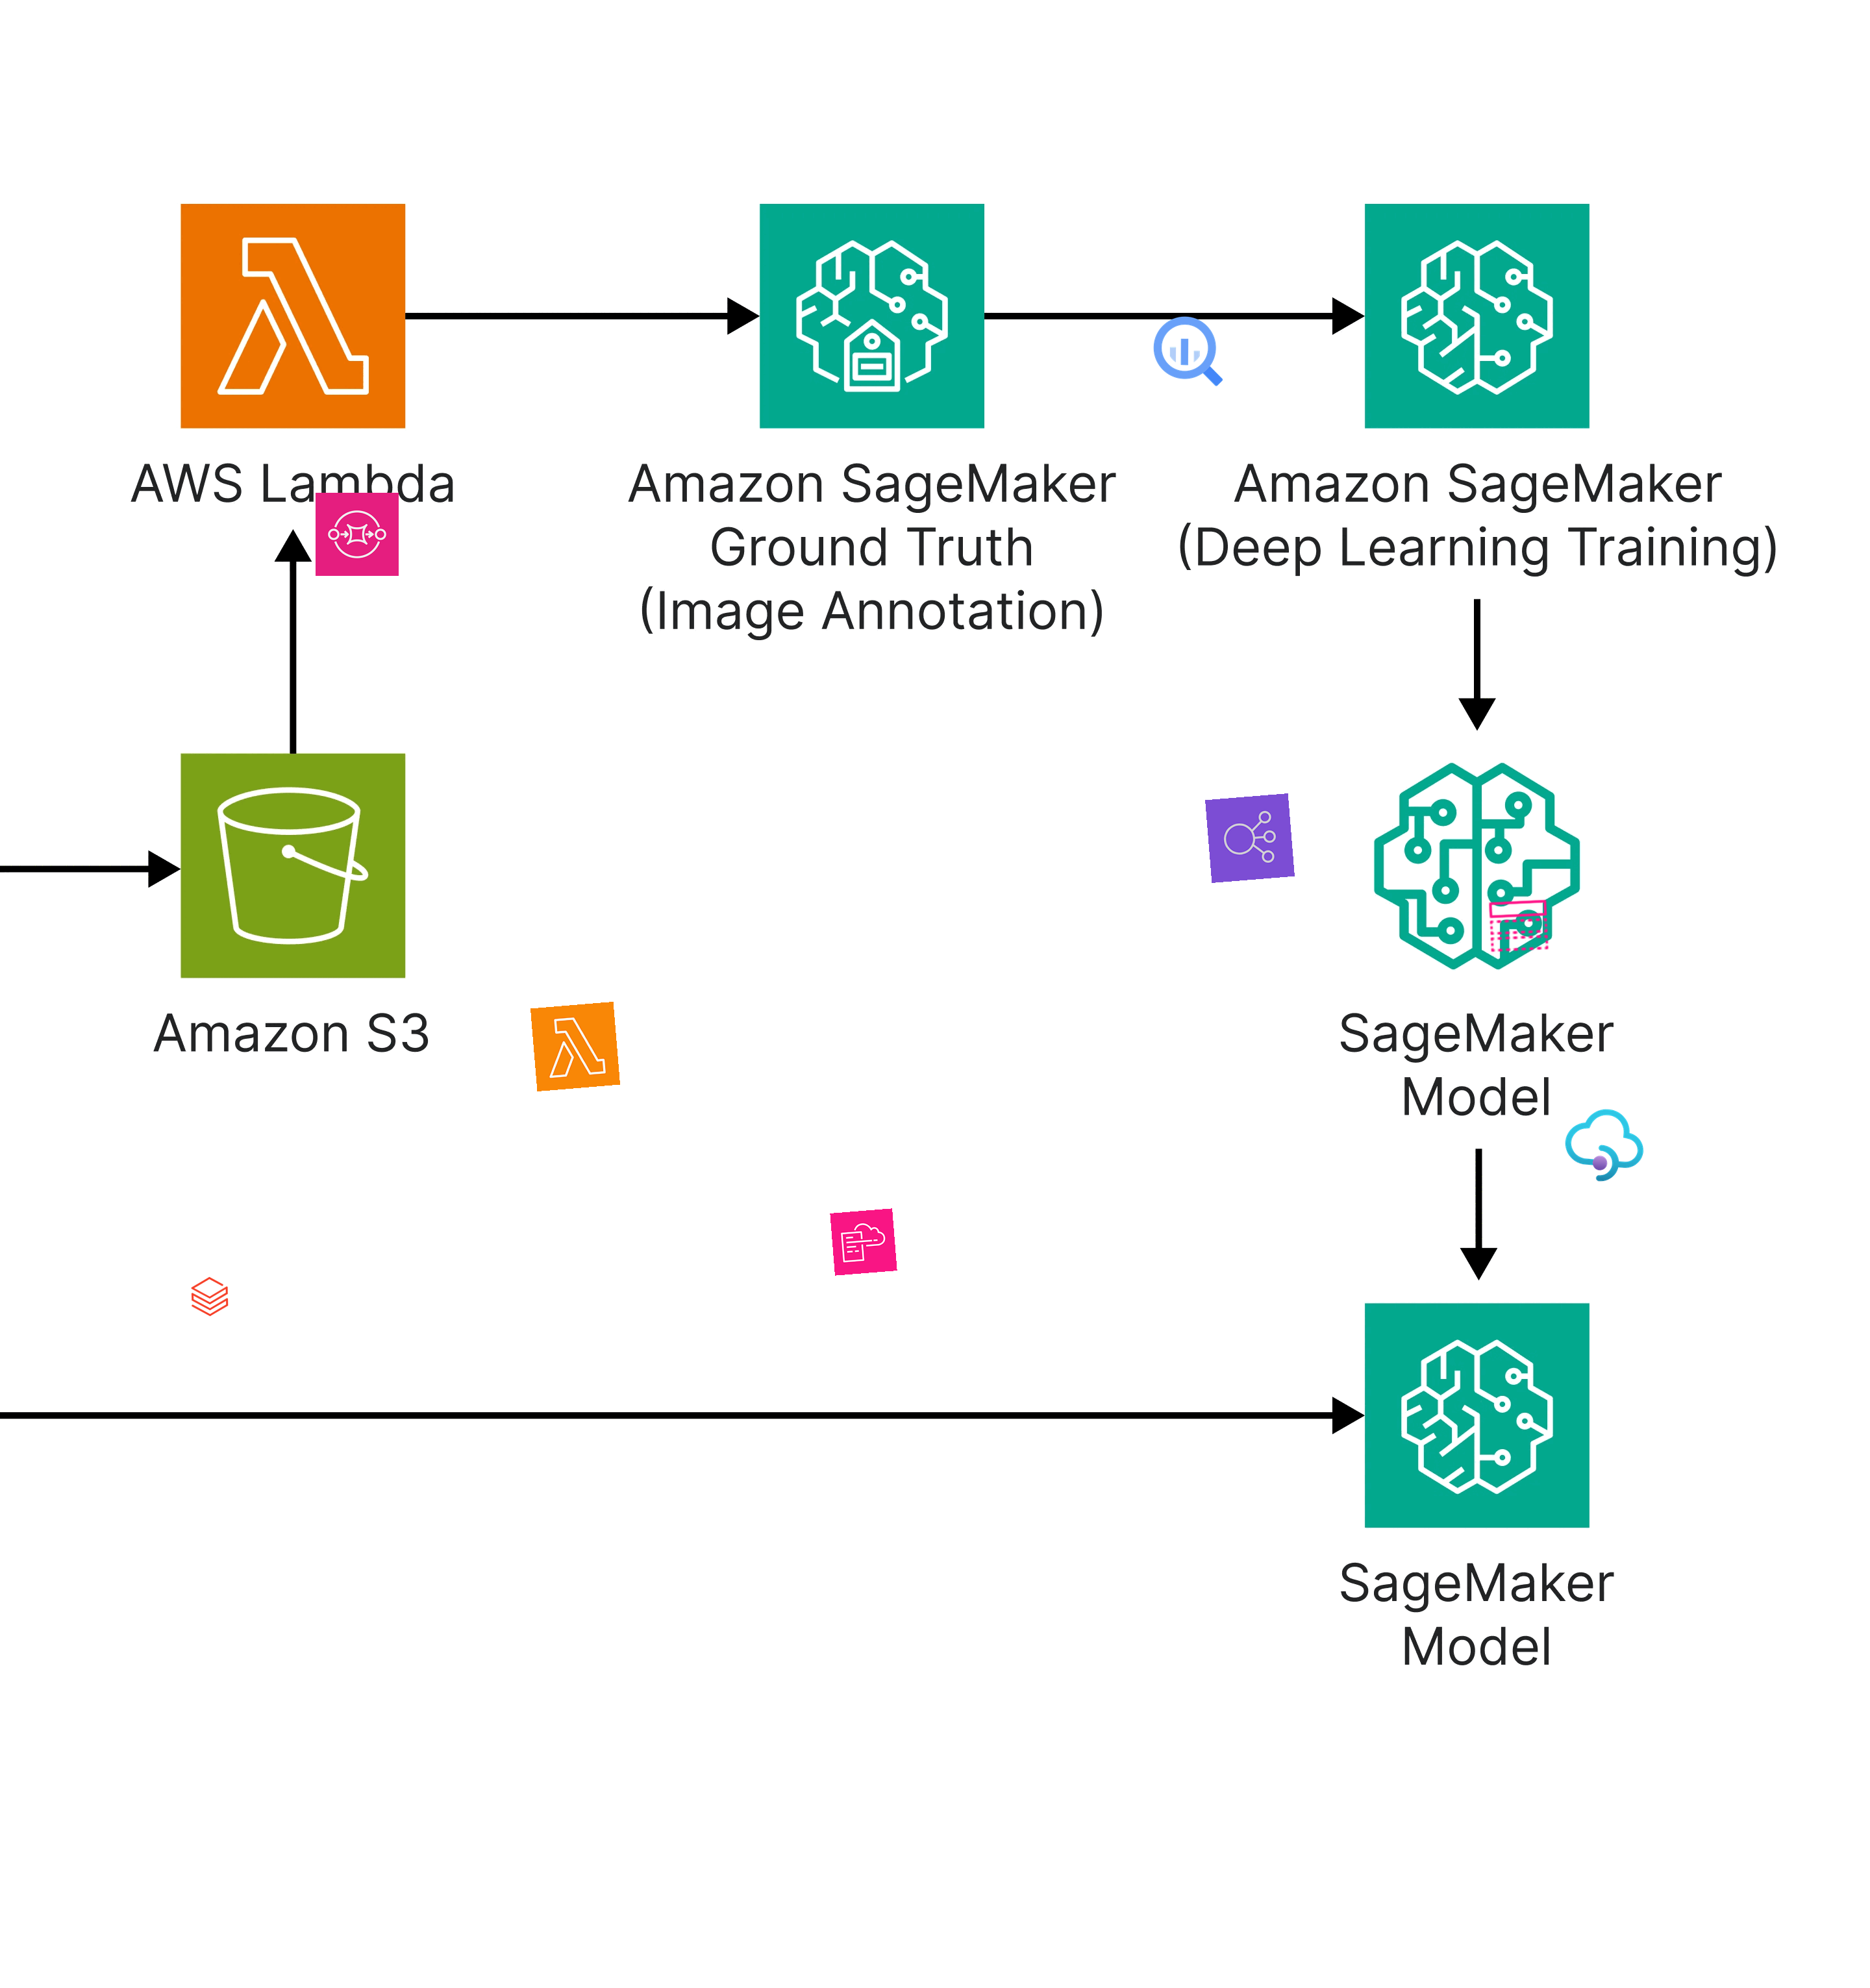 AWS Lambda
Amazon SageMaker
Ground Truth
(Image Annotation)
Amazon SageMaker
(Deep Learning Training)
Amazon S3
SageMaker
Model
SageMaker
Model